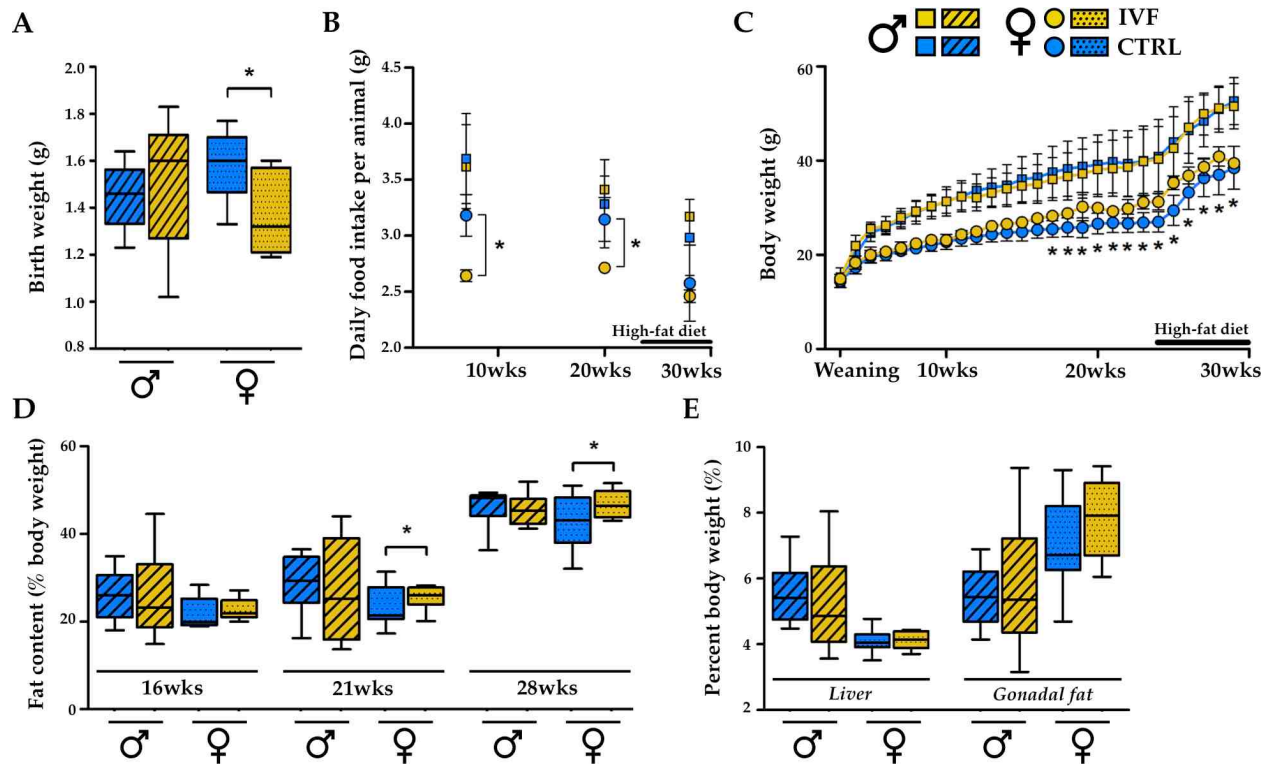 A
B
C
♂
♀
IVF
CTRL
Birth weight (g)
2.0
1.8
1.6
1.4
1.2
1.0
0.8
*
♂
♀
Daily food intake per animal (g)
4.5
4.0
3.5
3.0
2.5
2.0
*
*
High-fat diet
10wks
20wks
30wks
Body weight (g)
60
40
20
0
* * * * * * * * * * * *
High-fat diet
Weaning
10wks
20wks
30wks
D
Fat content (% body weight)
60
40
20
0
*
*
16wks
21wks
28wks
♂
♀
♂
♀
♂
♀
E
Percent body weight (%)
10
8
6
4
2
Liver
Gonadal fat
♂
♀
♂
♀